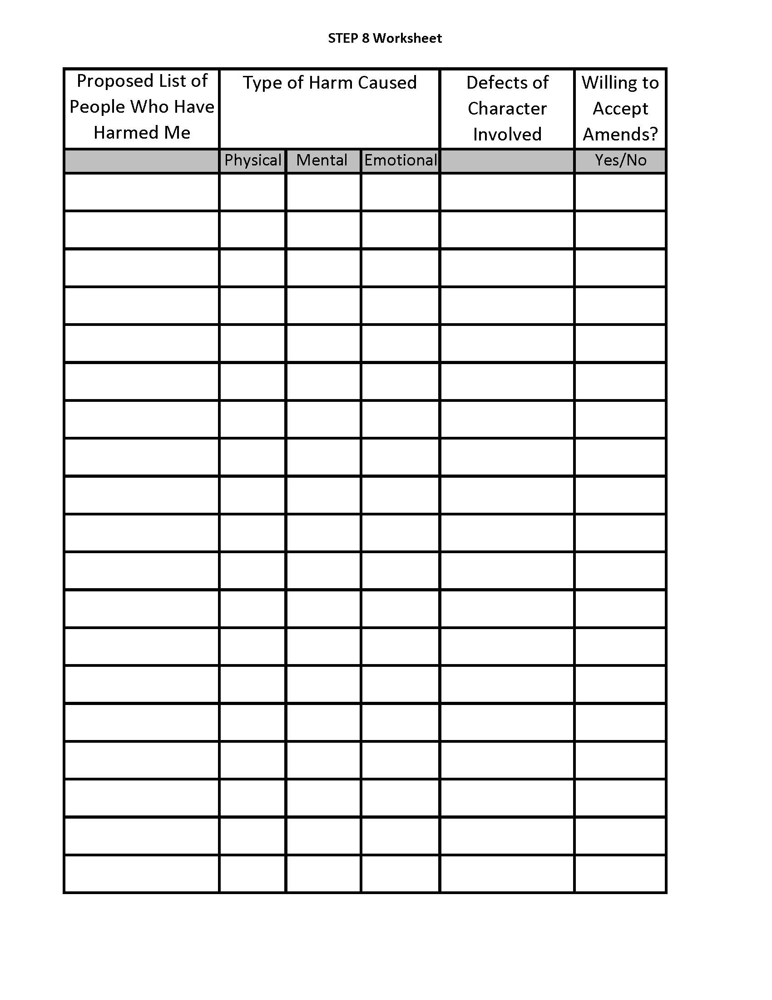 STEP 8 Worksheet
Proposed List of
People Who Have
Harmed Me
Type of Harm Caused
Defects of
Character
Involved
Willing to
Accept
Amends?
Physical
Mental
Emotional
Yes/No